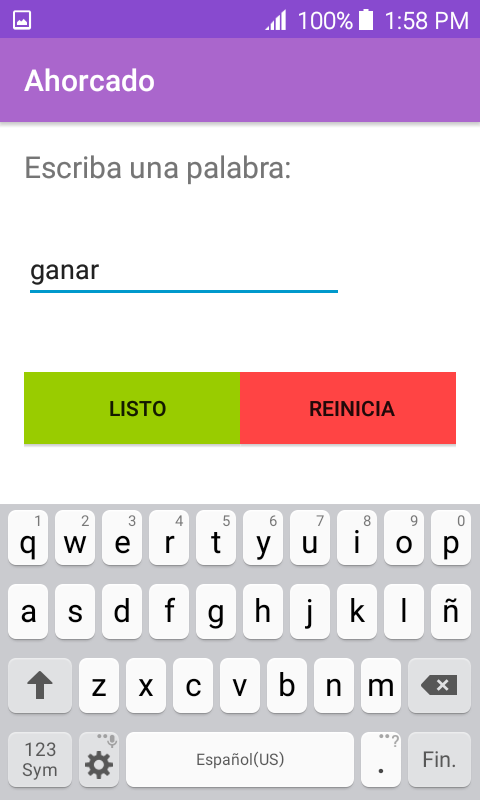 100% 1:58 PM
Ahorcado
Escriba una palabra:
ganar
LISTO REINICIA
1 2 3 4 5 6 7 8 9 0
q w e r t y u i o p
a s d f g h j k l ñ
z x c v b n m
123 Sym Español(US) . ? Fin.